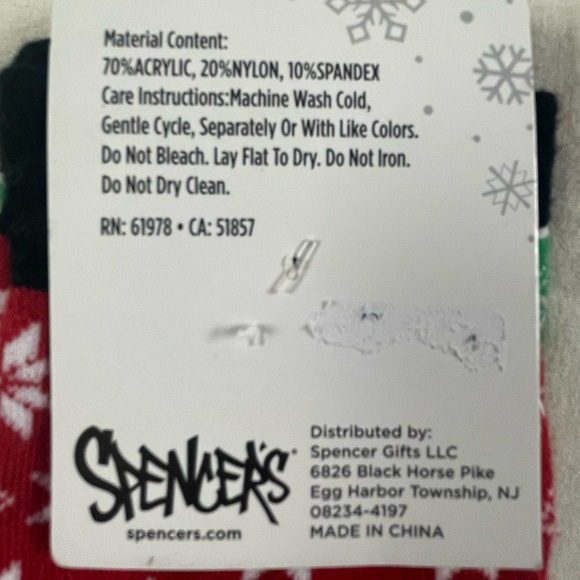 Material Content:
70%ACRYLIC, 20%NYLON, 10%SPANDEX
Care Instructions:Machine Wash Cold,
Gentle Cycle, Separately Or With Like Colors.
Do Not Bleach. Lay Flat To Dry. Do Not Iron.
Do Not Dry Clean.
RN: 61978 • CA: 51857
SPENCER'S
spencers.com
Distributed by:
Spencer Gifts LLC
6826 Black Horse Pike
Egg Harbor Township, NJ
08234-4197
MADE IN CHINA